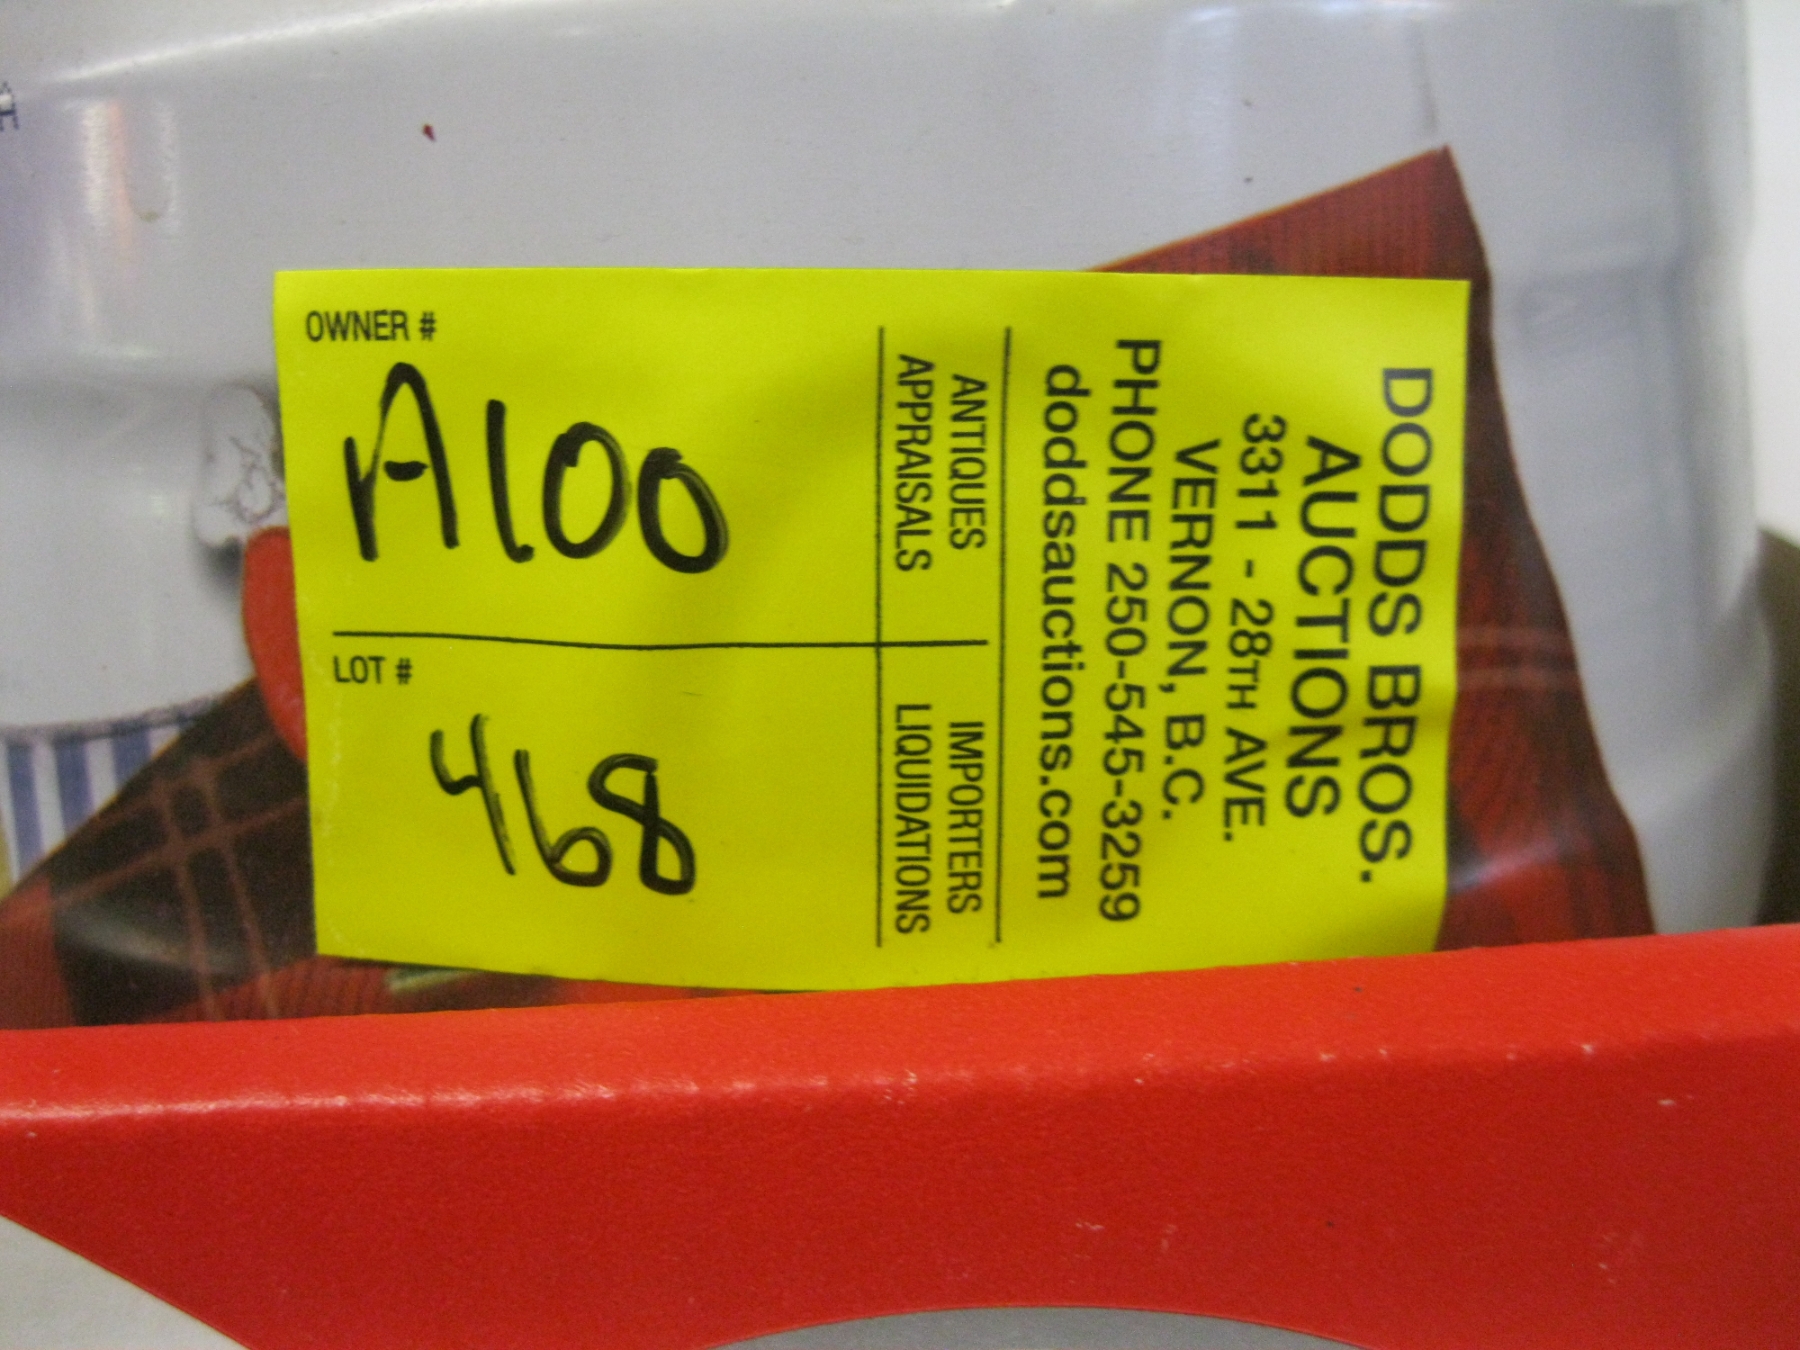 DODDS BROS.
AUCTIONS
3311 - 28TH AVE.
VERNON, B.C.
PHONE 250-545-3259
doddsauctions.com
ANTIQUES IMPORTERS
APPRAISALS LIQUIDATIONS
OWNER #
A100
LOT #
468